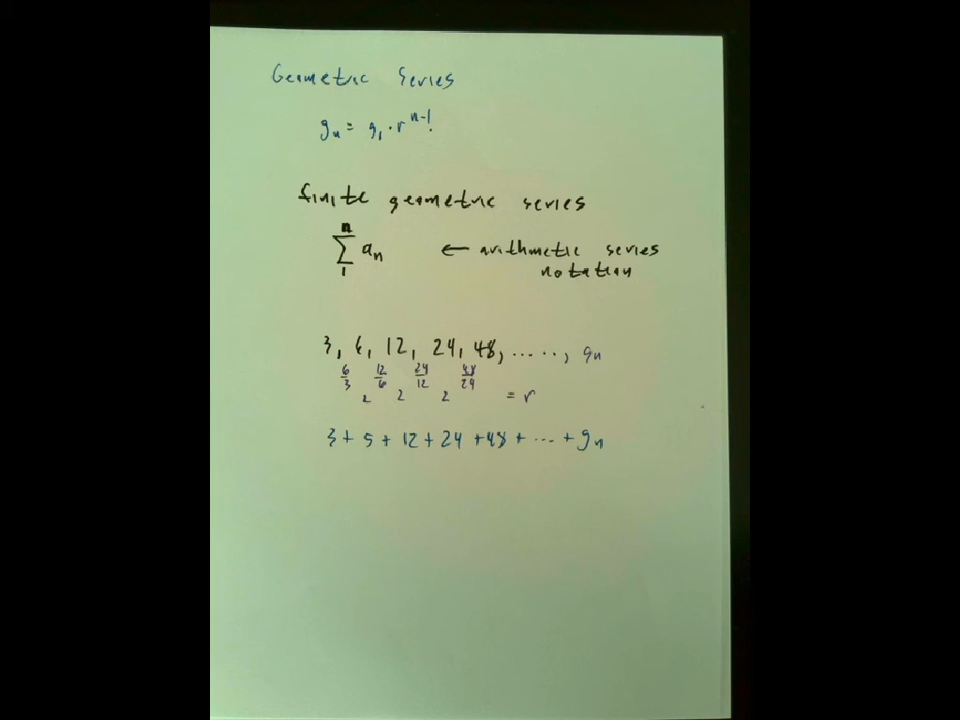 Geometric Series
gₙ = g₁ · rⁿ⁻¹
finite geometric series
n
∑ aₙ ← arithmetic series
1 notation
3, 6, 12, 24, 48, ....., gₙ
6/3 12/6 24/12 48/24
2 2 2 = r
3 + 5 + 12 + 24 + 48 + ... + gₙ